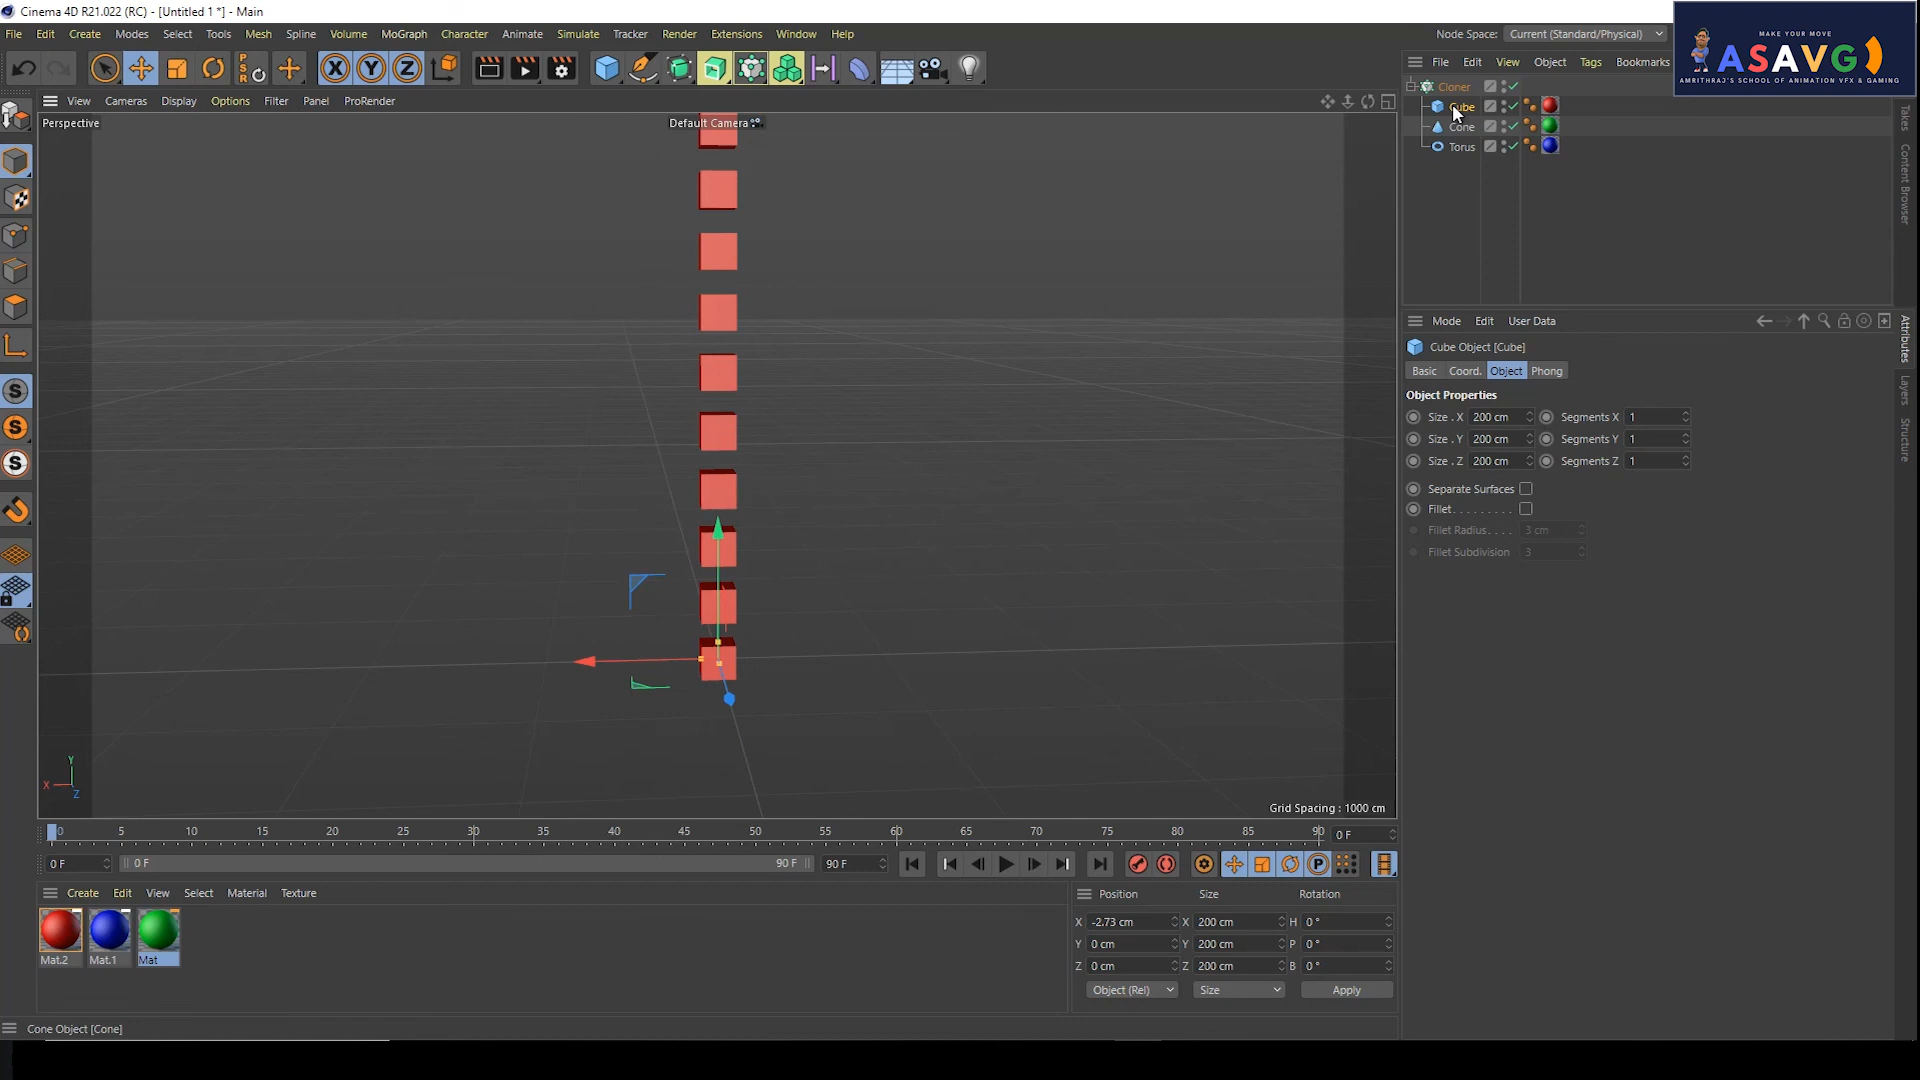 Cinema 4D R21.022 (RC) - [Untitled 1 *] - Main
File Edit Create Modes Select Tools Mesh Spline Volume MoGraph Character Animate Simulate Tracker Render Extensions Window Help
Node Space: Current (Standard/Physical)
MAKE YOUR MOVE
ASAVG
AMRITHRAJ'S SCHOOL OF ANIMATION VFX & GAMING
File Edit View Object Tags Bookmarks
View Cameras Display Options Filter Panel ProRender
Perspective
Default Camera
Cloner
Cube
Cone
Torus
Takes
Content Browser
Attributes
Layers
Structure
Mode Edit User Data
Cube Object [Cube]
Basic Coord. Object Phong
Object Properties
Size . X 200 cm Segments X 1
Size . Y 200 cm Segments Y 1
Size . Z 200 cm Segments Z 1
Separate Surfaces
Fillet . . . . . . . . .
Fillet Radius. . . . 3 cm
Fillet Subdivision 3
Y
X
Z
Grid Spacing : 1000 cm
0 5 10 15 20 25 30 35 40 45 50 55 60 65 70 75 80 85 90 0 F
0 F 0 F 90 F 90 F
Create Edit View Select Material Texture
Mat.2 Mat.1 Mat
Position Size Rotation
X -2.73 cm X 200 cm H 0 °
Y 0 cm Y 200 cm P 0 °
Z 0 cm Z 200 cm B 0 °
Object (Rel) Size Apply
Cone Object [Cone]